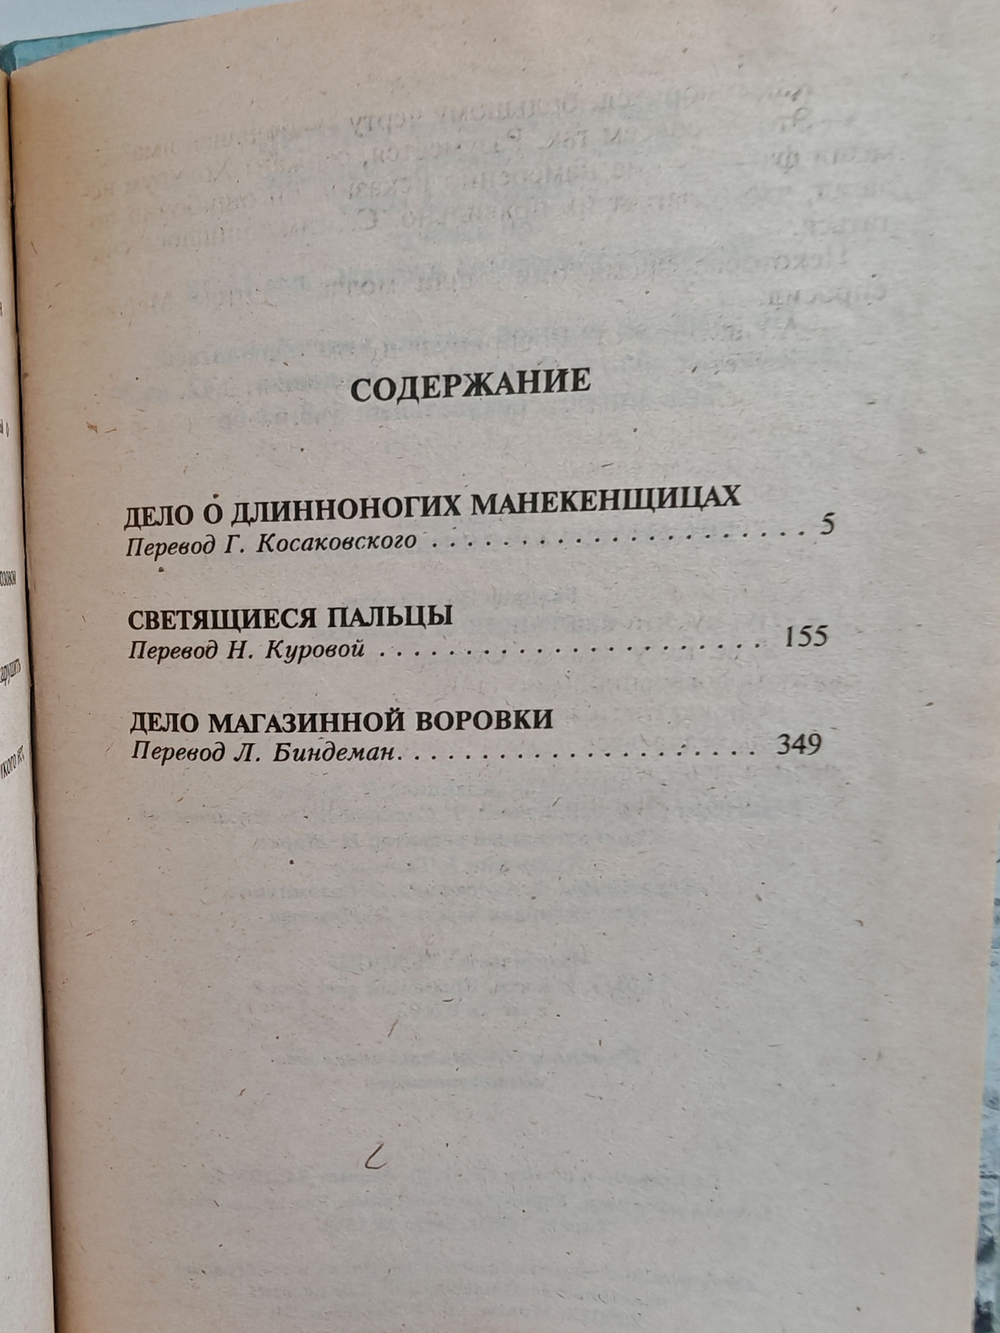 СОДЕРЖАНИЕ
ДЕЛО О ДЛИННОНОГИХ МАНЕКЕНЩИЦАХ
Перевод Г. Косаковского . . . . . . . . . . . . . . . . . . . . . 5
СВЕТЯЩИЕСЯ ПАЛЬЦЫ
Перевод Н. Куровой . . . . . . . . . . . . . . . . . . . . . . 155
ДЕЛО МАГАЗИННОЙ ВОРОВКИ
Перевод Л. Биндеман. . . . . . . . . . . . . . . . . . . . . 349